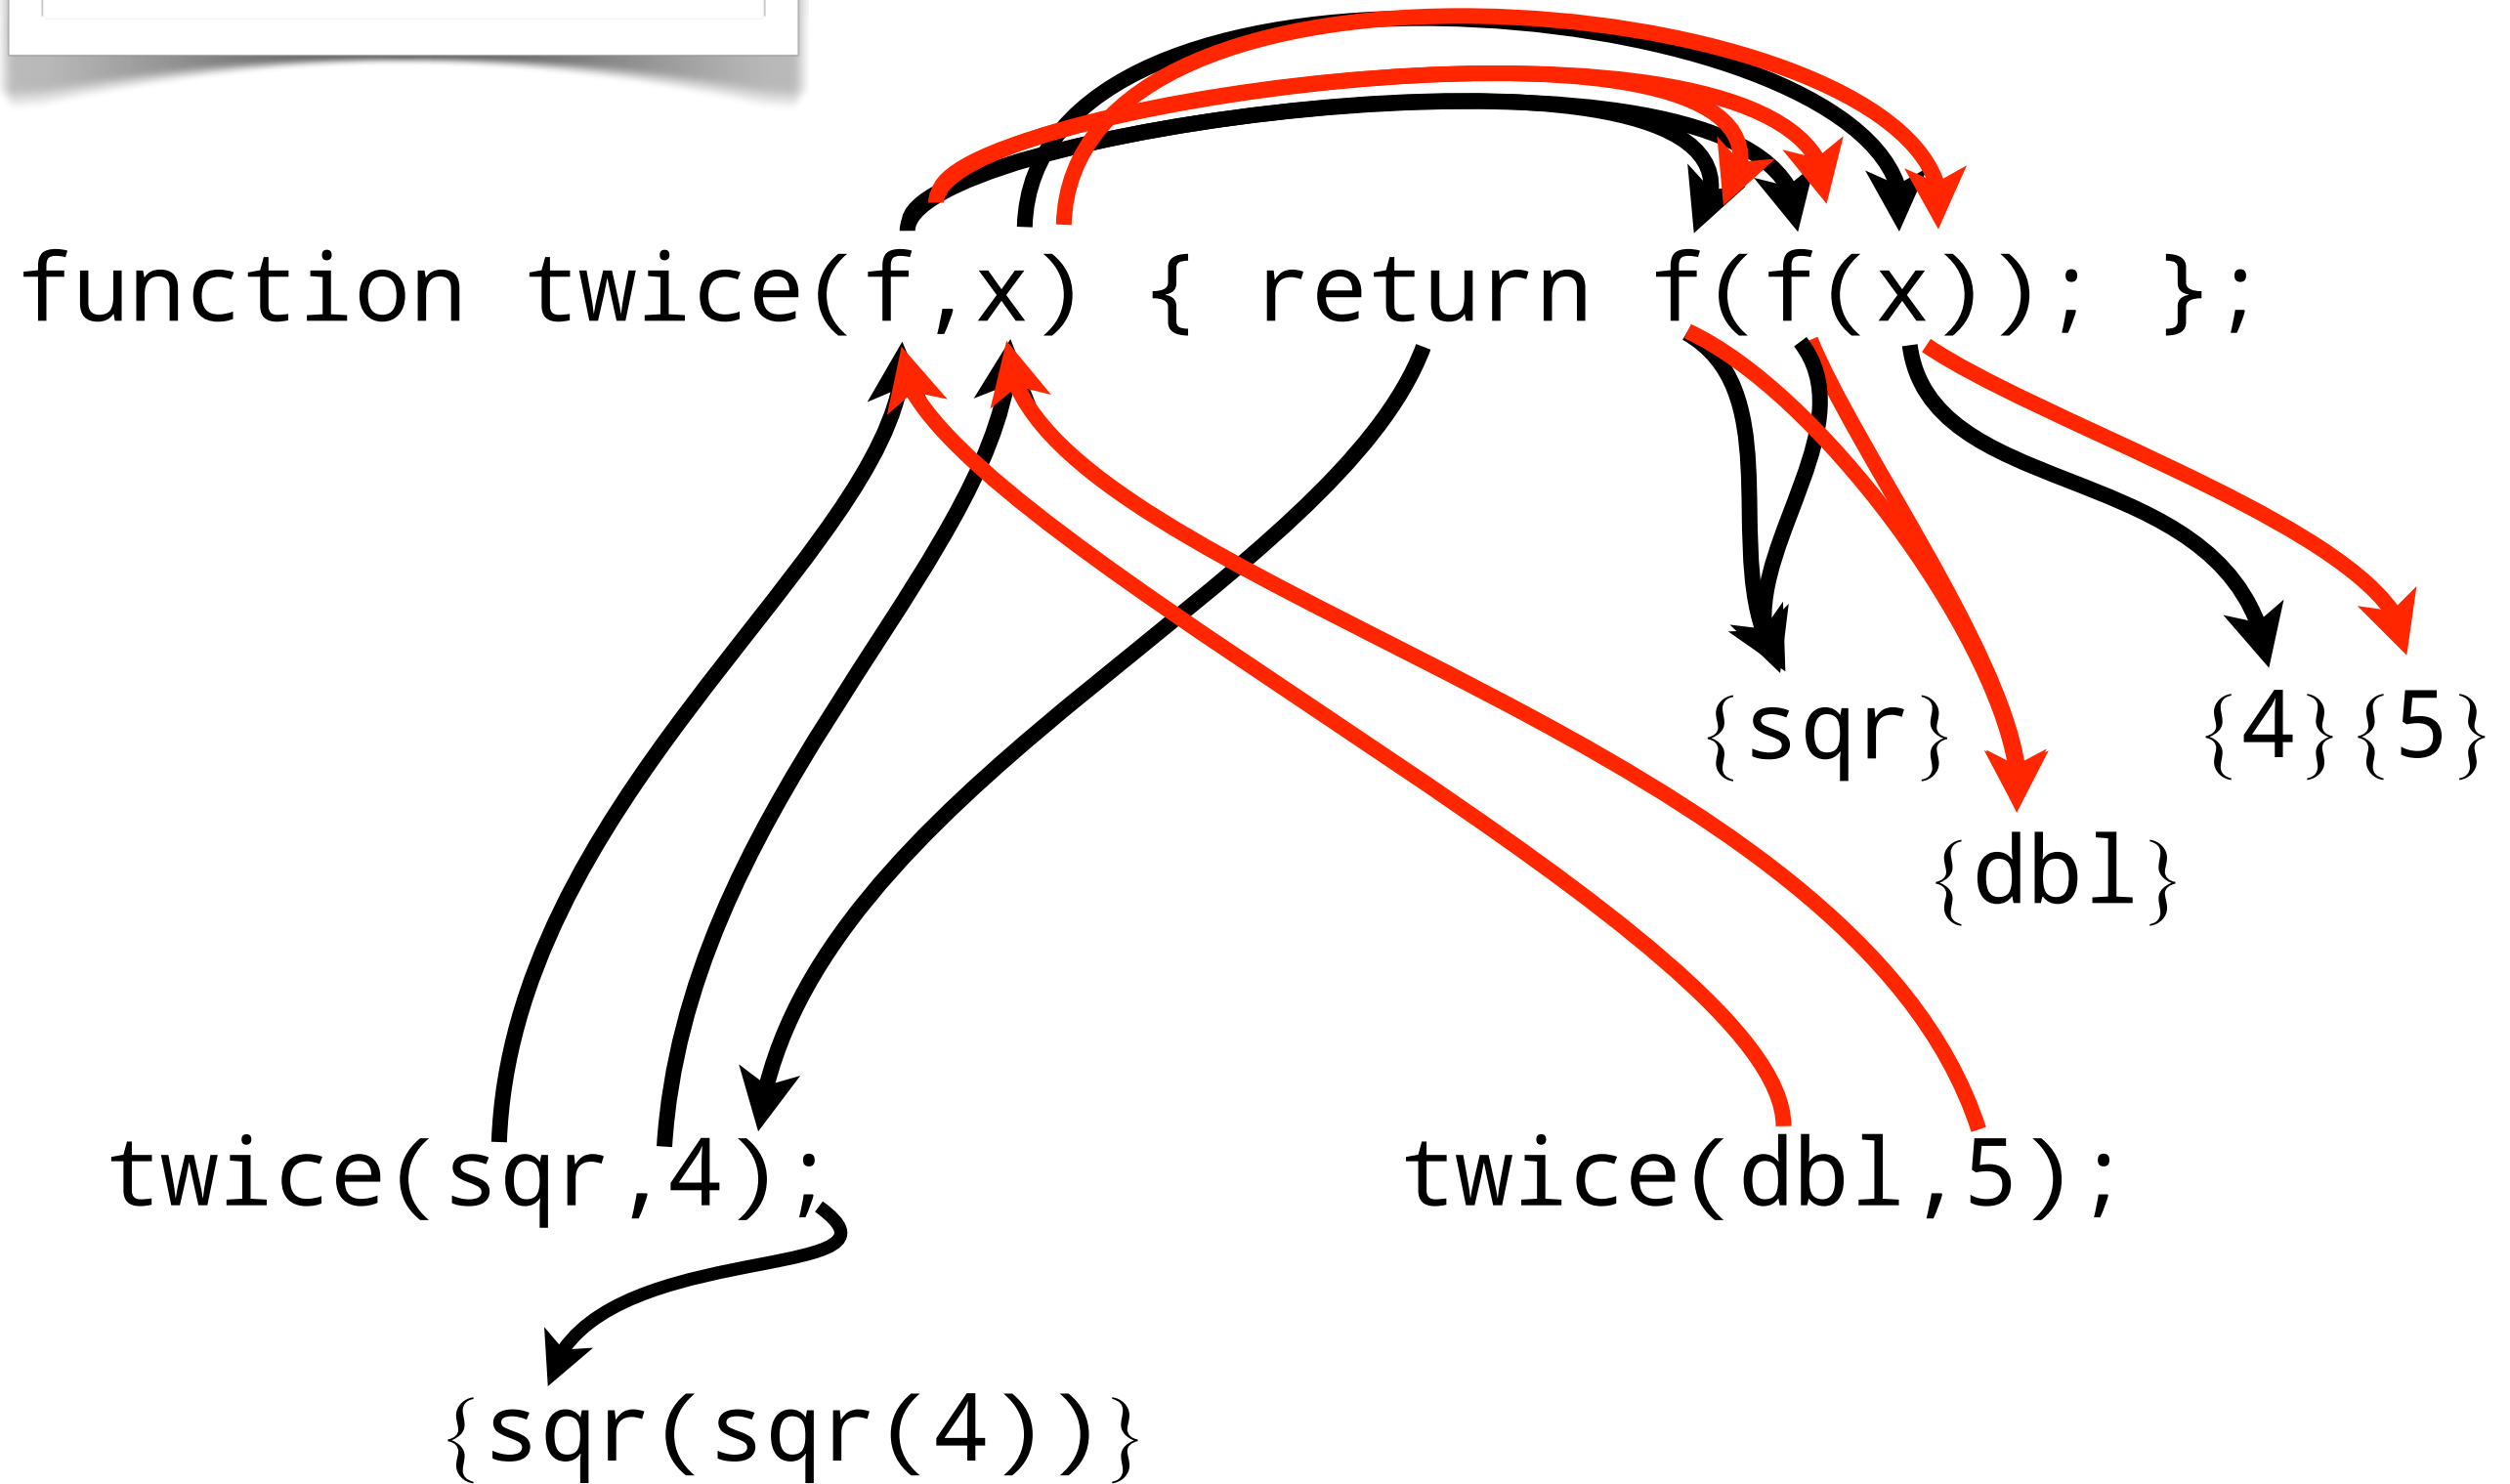 function twice(f,x) { return f(f(x)); };
{sqr} {4}{5}
{dbl}
twice(sqr,4); twice(dbl,5);
{sqr(sqr(4))}